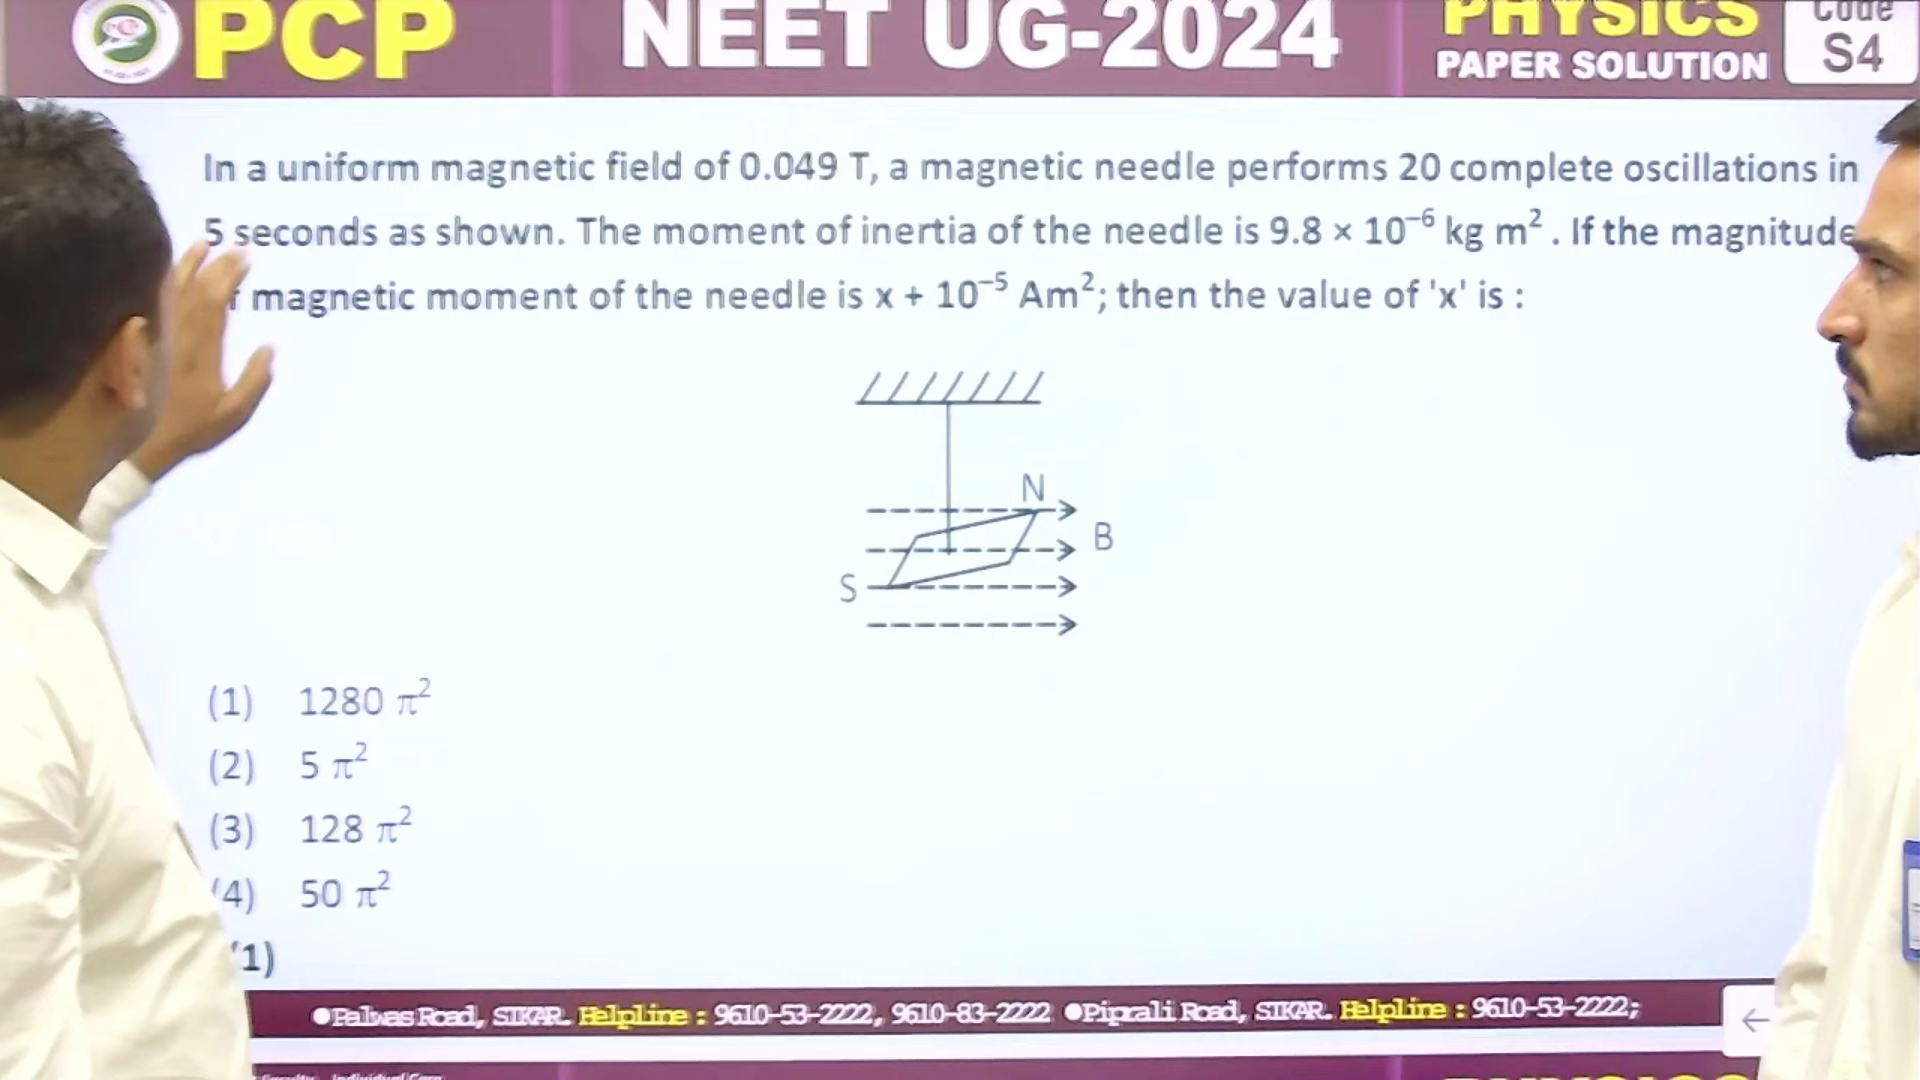 PCP
NEET UG-2024
PHYSICS
PAPER SOLUTION
Code
S4
In a uniform magnetic field of 0.049 T, a magnetic needle performs 20 complete oscillations in
5 seconds as shown. The moment of inertia of the needle is 9.8 × 10⁻⁶ kg m². If the magnitude
magnetic moment of the needle is x + 10⁻⁵ Am²; then the value of 'x' is :
N
B
S
(1) 1280 π²
(2) 5 π²
(3) 128 π²
(4) 50 π²
(1)
●Palwas Road, SIKAR. Helpline : 9610-53-2222, 9610-83-2222 ●Piprali Road, SIKAR. Helpline : 9610-53-2222;